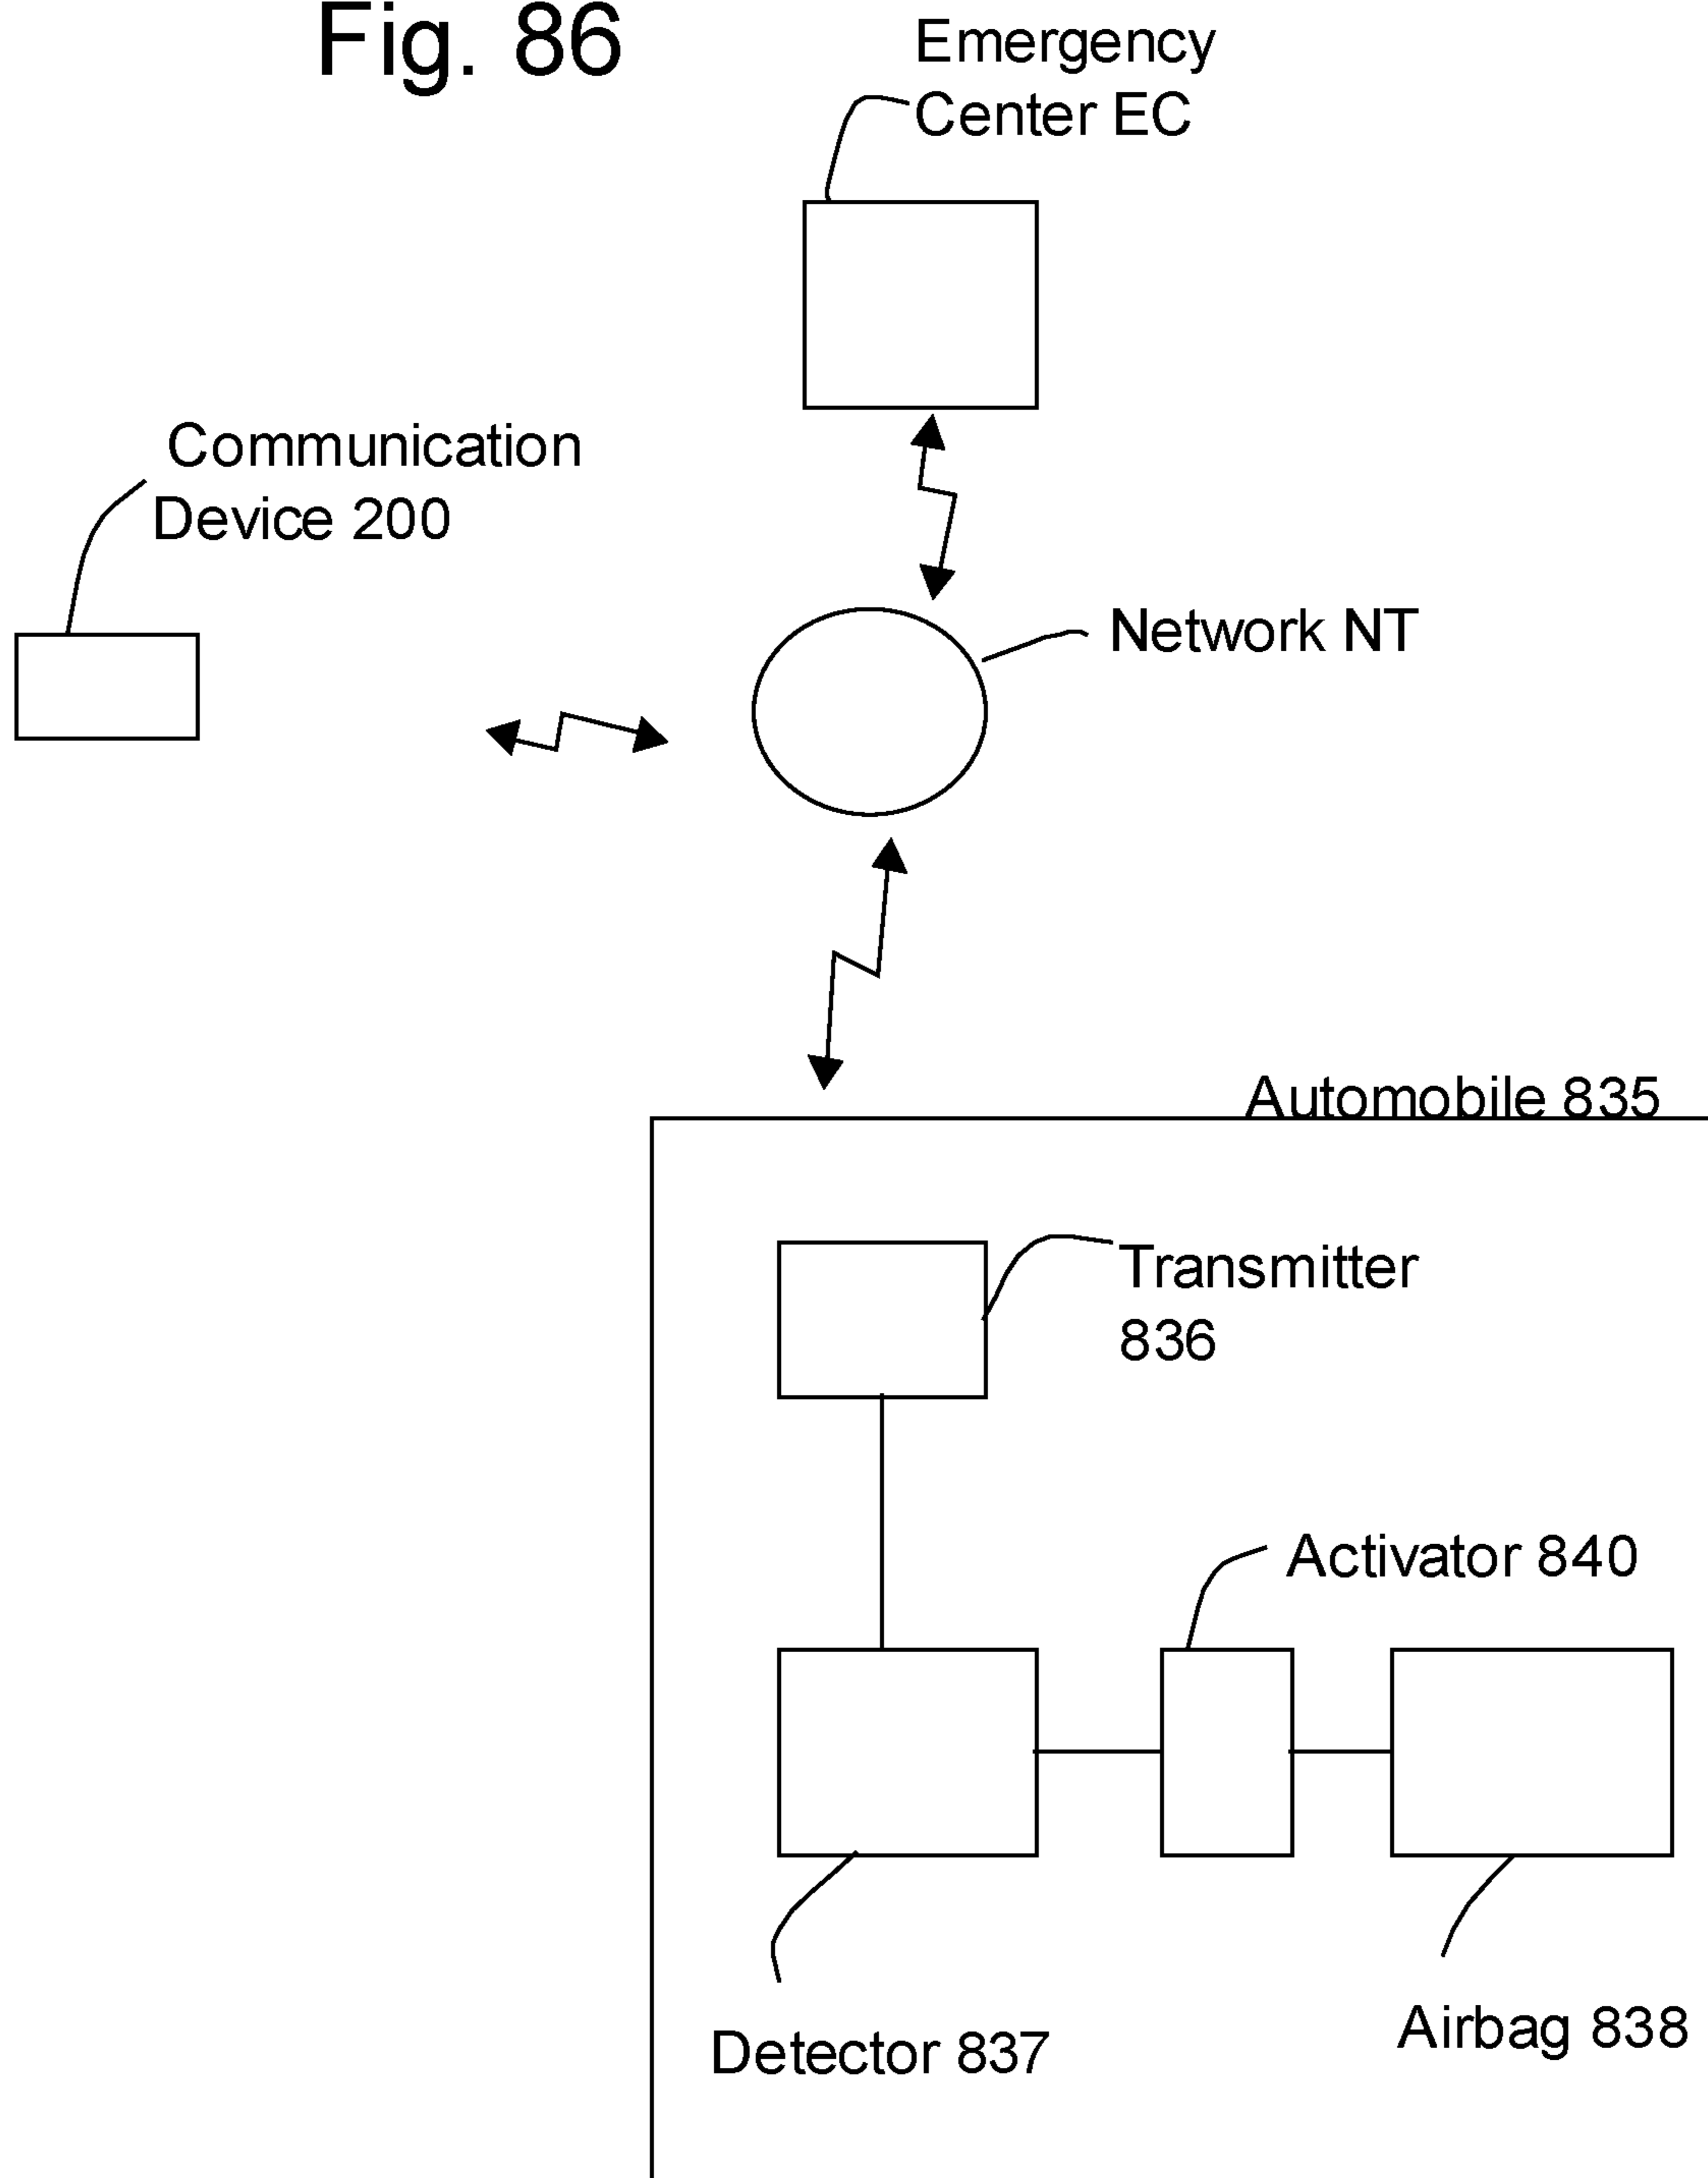 Fig. 86
Emergency
Center EC
Communication
Device 200
Network NT
Automobile 835
Transmitter
836
Activator 840
Airbag 838
Detector 837